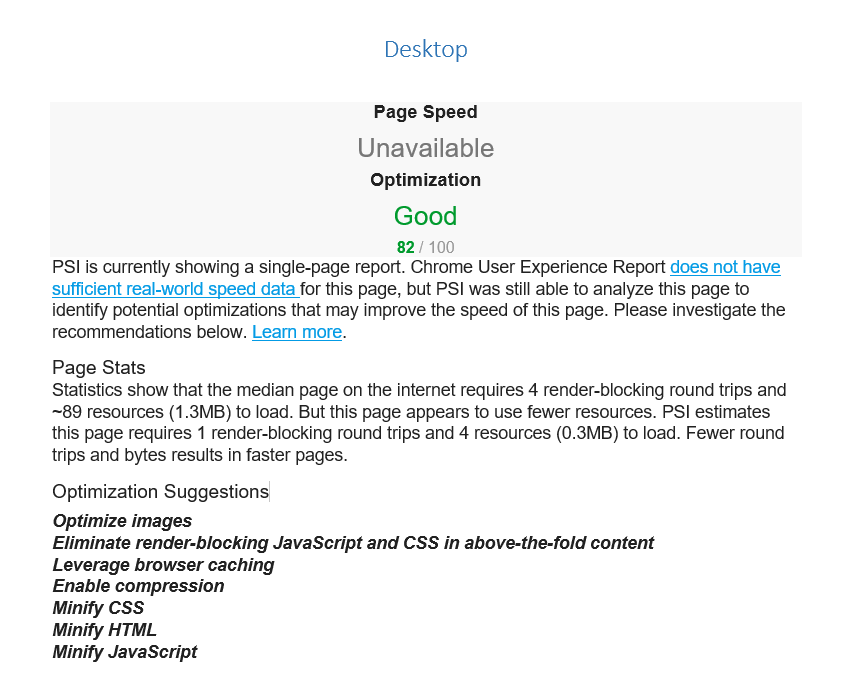 Desktop
Page Speed
Unavailable
Optimization
Good
82 / 100
PSI is currently showing a single-page report. Chrome User Experience Report does not have
sufficient real-world speed data for this page, but PSI was still able to analyze this page to
identify potential optimizations that may improve the speed of this page. Please investigate the
recommendations below. Learn more.
Page Stats
Statistics show that the median page on the internet requires 4 render-blocking round trips and
~89 resources (1.3MB) to load. But this page appears to use fewer resources. PSI estimates
this page requires 1 render-blocking round trips and 4 resources (0.3MB) to load. Fewer round
trips and bytes results in faster pages.
Optimization Suggestions
Optimize images
Eliminate render-blocking JavaScript and CSS in above-the-fold content
Leverage browser caching
Enable compression
Minify CSS
Minify HTML
Minify JavaScript